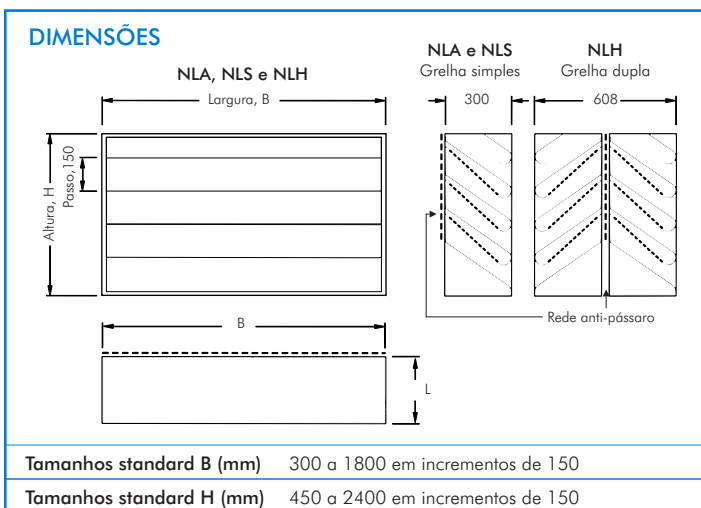 DIMENSÕES
NLA, NLS e NLH
Largura, B
Altura, H
Passo,150
B
L
NLA e NLS
Grelha simples
300
NLH
Grelha dupla
608
Rede anti-pássaro
Tamanhos standard B (mm) 300 a 1800 em incrementos de 150
Tamanhos standard H (mm) 450 a 2400 em incrementos de 150